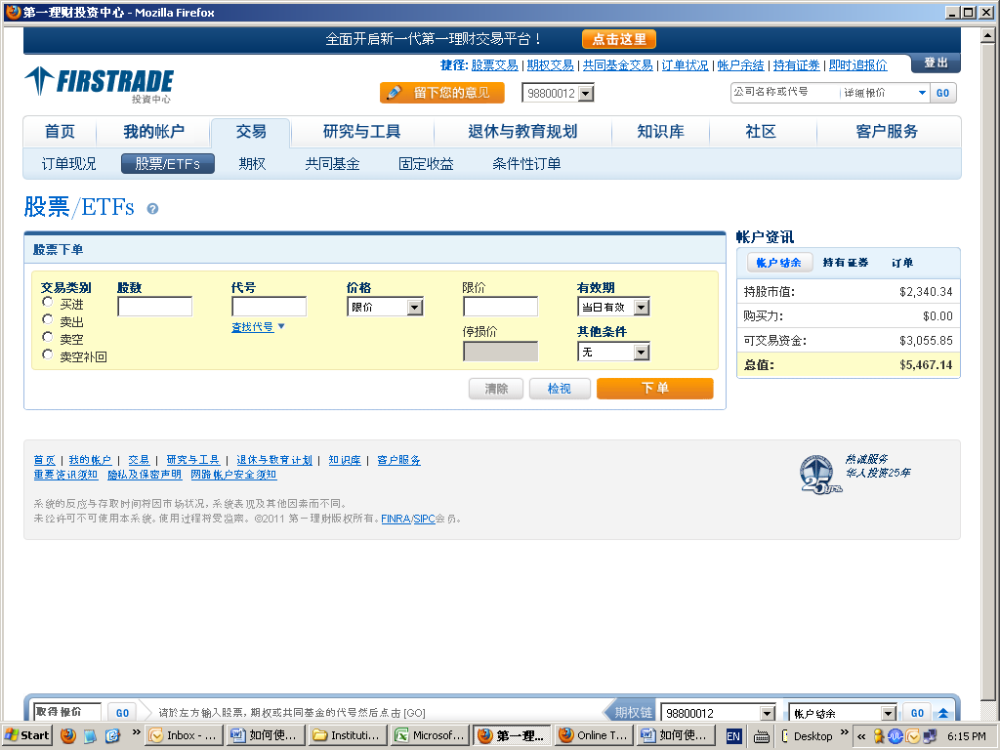 第一理财投资中心 - Mozilla Firefox
全面开启新一代第一理财交易平台！ 点击这里
捷径: 股票交易 | 期权交易 | 共同基金交易 | 订单状况 | 帐户余结 | 持有证券 | 即时追报价 登出
FIRSTRADE
投资中心
留下您的意见 98800012 公司名称或代号 详细报价 GO
首页 我的帐户 交易 研究与工具 退休与教育规划 知识库 社区 客户服务
订单现况 股票/ETFs 期权 共同基金 固定收益 条件性订单
股票/ETFs ?
股票下单
交易类别 股数 代号 价格 限价 有效期
买进
卖出
卖空
卖空补回
限价 当日有效
查找代号
停损价 其他条件
无
清除 检视 下单
帐户资讯
帐户结余 持有证券 订单
持股市值: $2,340.34
购买力: $0.00
可交易资金: $3,055.85
总值: $5,467.14
首页 | 我的帐户 | 交易 | 研究与工具 | 退休与教育计划 | 知识库 | 客户服务
重要资讯须知 隐私及保密声明 网路帐户安全须知
系统的反应与存取时间将因市场状况, 系统表现及其他因素而不同。
未经许可不可使用本系统。使用过程将受监察。 ©2011 第一理财版权所有。FINRA/SIPC会员。
25yrs
热诚服务
华人投资25年
取得报价 GO 请於左方输入股票, 期权或共同基金的代号然后点击 [GO] 期权链 98800012 帐户结余 GO
Start Inbox - ... 如何使... Instituti... Microsof... 第一理... Online T... 如何使... EN Desktop 6:15 PM